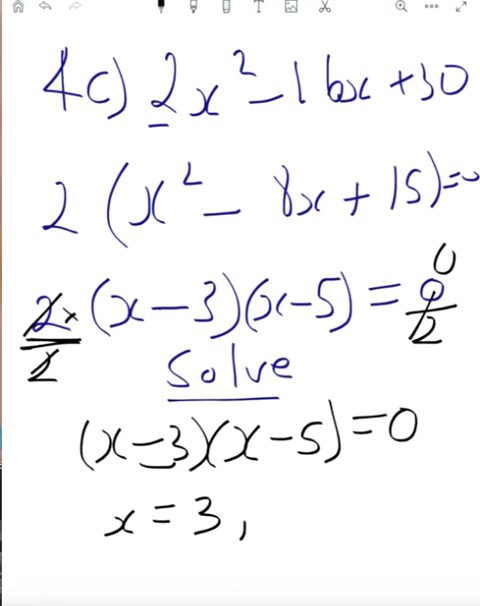 4c) 2x² - 16x + 30
2 (x² - 8x + 15) = 0
2 × (x - 3)(x - 5) = 0 0
2 2
Solve
(x - 3)(x - 5) = 0
x = 3,